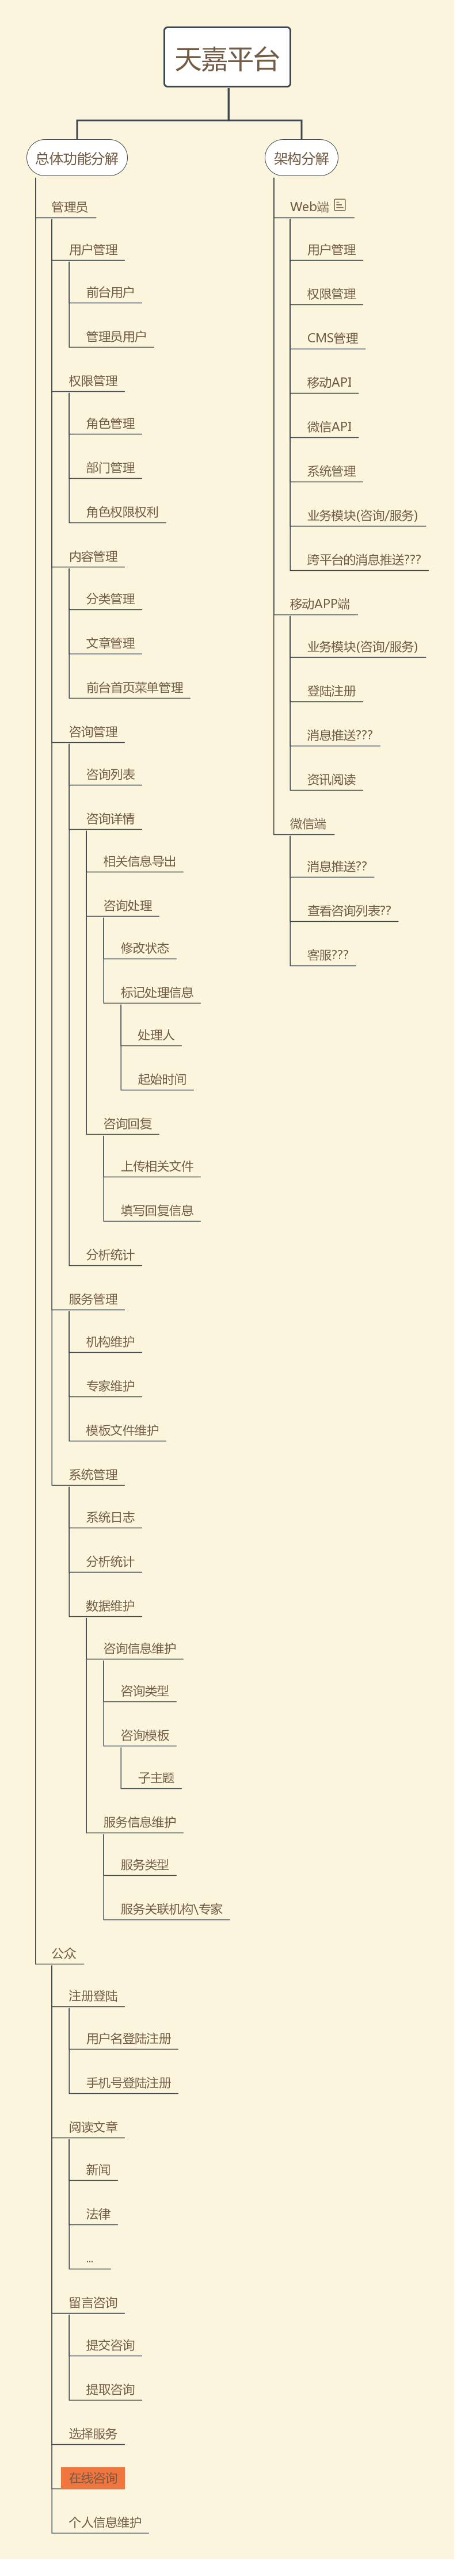 天嘉平台
总体功能分解
管理员
用户管理
前台用户
管理员用户
权限管理
角色管理
部门管理
角色权限权利
内容管理
分类管理
文章管理
前台首页菜单管理
咨询管理
咨询列表
咨询详情
相关信息导出
咨询处理
修改状态
标记处理信息
处理人
起始时间
咨询回复
上传相关文件
填写回复信息
分析统计
服务管理
机构维护
专家维护
模板文件维护
系统管理
系统日志
分析统计
数据维护
咨询信息维护
咨询类型
咨询模板
子主题
服务信息维护
服务类型
服务关联机构\专家
公众
注册登陆
用户名登陆注册
手机号登陆注册
阅读文章
新闻
法律
...
留言咨询
提交咨询
提取咨询
选择服务
在线咨询
个人信息维护
架构分解
Web端
用户管理
权限管理
CMS管理
移动API
微信API
系统管理
业务模块(咨询/服务)
跨平台的消息推送???
移动APP端
业务模块(咨询/服务)
登陆注册
消息推送???
资讯阅读
微信端
消息推送??
查看咨询列表??
客服???